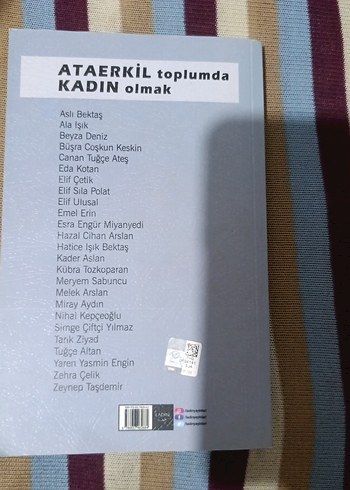 ATAERKİL toplumda
KADIN olmak
Aslı Bektaş
Ala Işık
Beyza Deniz
Büşra Coşkun Keskin
Canan Tuğçe Ateş
Eda Kotan
Elif Çetik
Elif Sıla Polat
Elif Ulusal
Emel Erin
Esra Engür Miyanyedi
Hazal Cihan Arslan
Hatice Işık Bektaş
Kader Aslan
Kübra Tozkoparan
Meryem Sabuncu
Melek Arslan
Miray Aydın
Nihal Kepçeoğlu
Simge Çiftçi Yılmaz
Tarık Ziyad
Tuğçe Altan
Yaren Yasmin Engin
Zehra Çelik
Zeynep Taşdemir